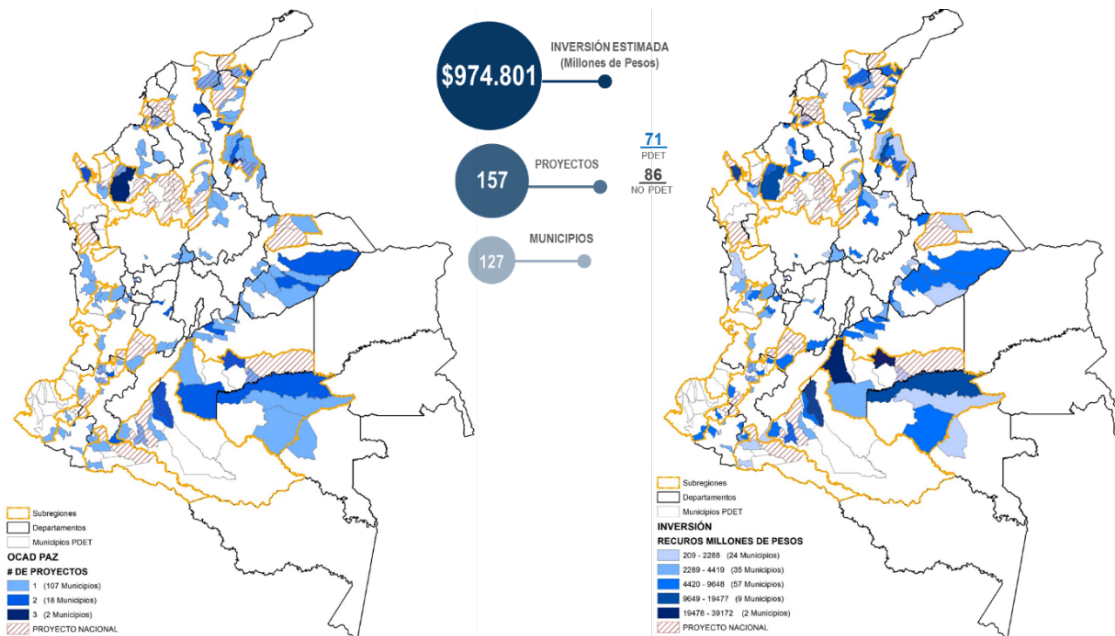 INVERSIÓN ESTIMADA
(Millones de Pesos)
$974.801
157
PROYECTOS
71
PDET
86
NO PDET
MUNICIPIOS
127
Subregiones
Departamentos
Municipios PDET
OCAD PAZ
# DE PROYECTOS
1 (107 Municipios)
2 (18 Municipios)
3 (2 Municipios)
PROYECTO NACIONAL
Subregiones
Departamentos
Municipios PDET
INVERSIÓN
RECUROS MILLONES DE PESOS
209 - 2288 (24 Municipios)
2289 - 4419 (35 Municipios)
4420 - 9648 (57 Municipios)
9649 - 19477 (9 Municipios)
19478 - 39172 (2 Municipios)
PROYECTO NACIONAL